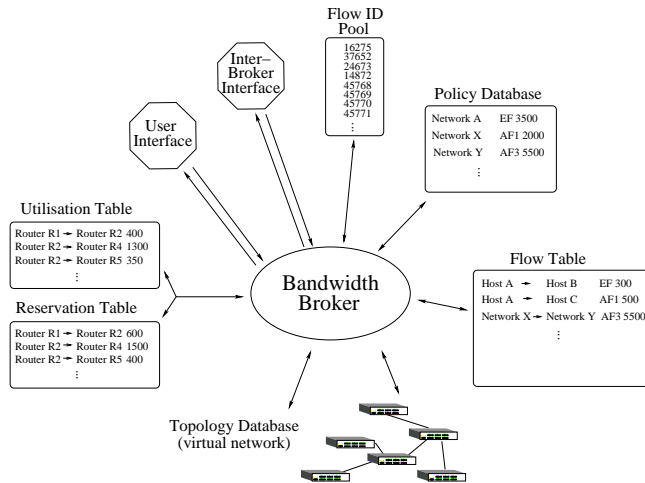 Flow ID
Pool
16275
37652
24673
14872
45768
45769
45770
45771
⋮
Inter–
Broker
Interface
User
Interface
Policy Database
Network A EF 3500
Network X AF1 2000
Network Y AF3 5500
⋮
Utilisation Table
Router R1 → Router R2 400
Router R2 → Router R4 1300
Router R2 → Router R5 350
⋮
Bandwidth
Broker
Flow Table
Host A → Host B EF 300
Host A → Host C AF1 500
Network X → Network Y AF3 5500
⋮
Reservation Table
Router R1 → Router R2 600
Router R2 → Router R4 1500
Router R2 → Router R5 400
⋮
Topology Database
(virtual network)